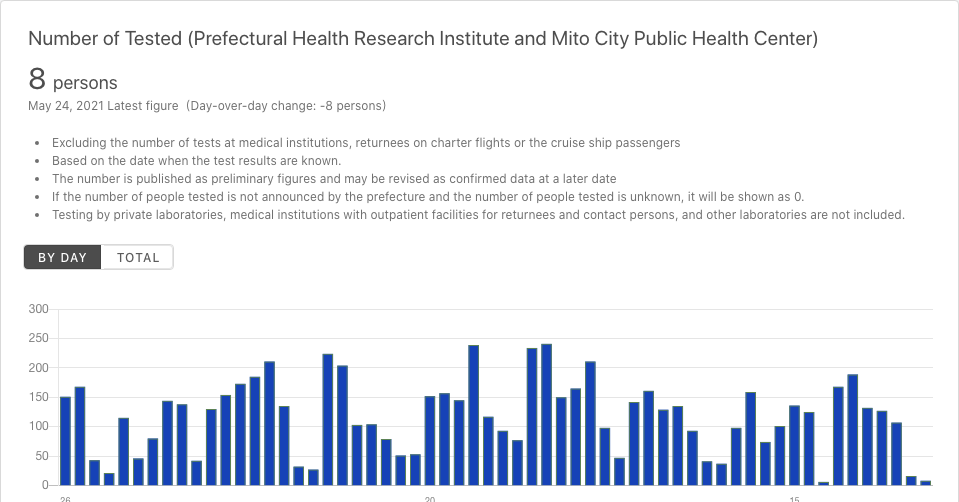 Number of Tested (Prefectural Health Research Institute and Mito City Public Health Center)
8 persons
May 24, 2021 Latest figure (Day-over-day change: -8 persons)
• Excluding the number of tests at medical institutions, returnees on charter flights or the cruise ship passengers
• Based on the date when the test results are known.
• The number is published as preliminary figures and may be revised as confirmed data at a later date
• If the number of people tested is not announced by the prefecture and the number of people tested is unknown, it will be shown as 0.
• Testing by private laboratories, medical institutions with outpatient facilities for returnees and contact persons, and other laboratories are not included.
BY DAY TOTAL
300
250
200
150
100
50
0
26 20 15